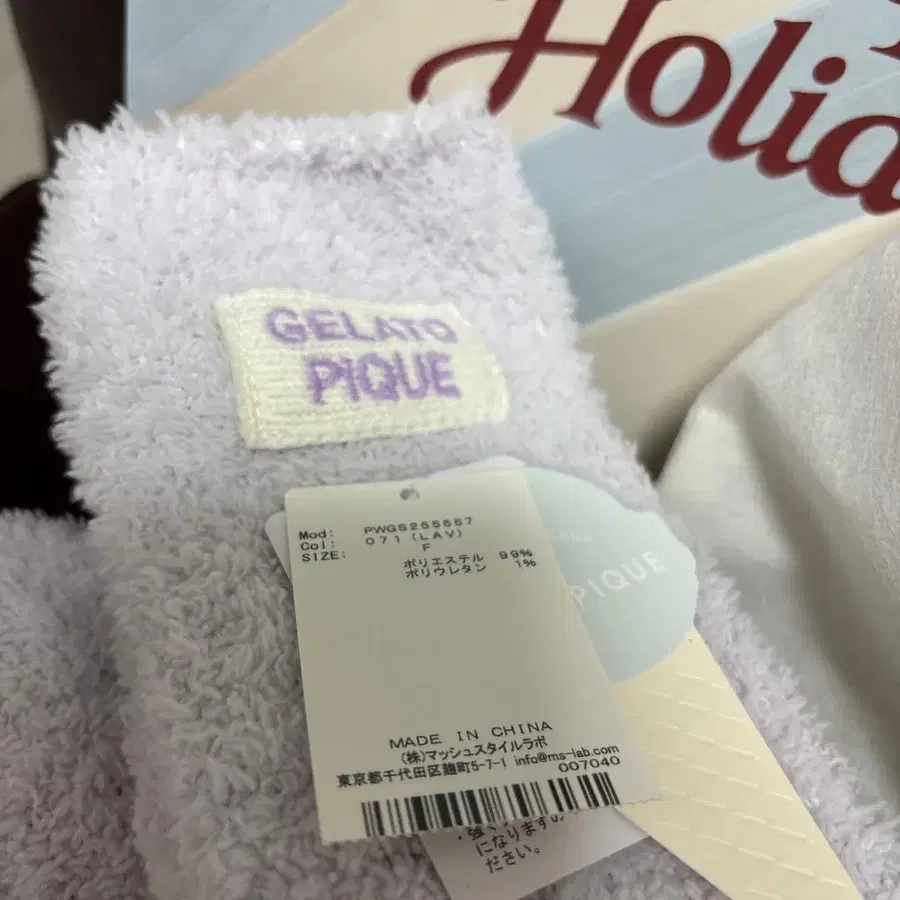 Holida
GELATO
PIQUE
Mod: PWGS255557
Col: 071(LAV)
SIZE: F
ポリエステル 99%
ポリウレタン 1%
PIQUE
MADE IN CHINA
(株)マッシュスタイルラボ
東京都千代田区麹町5-7-1 info@ms-lab.com
007040
になりますの
ださい。